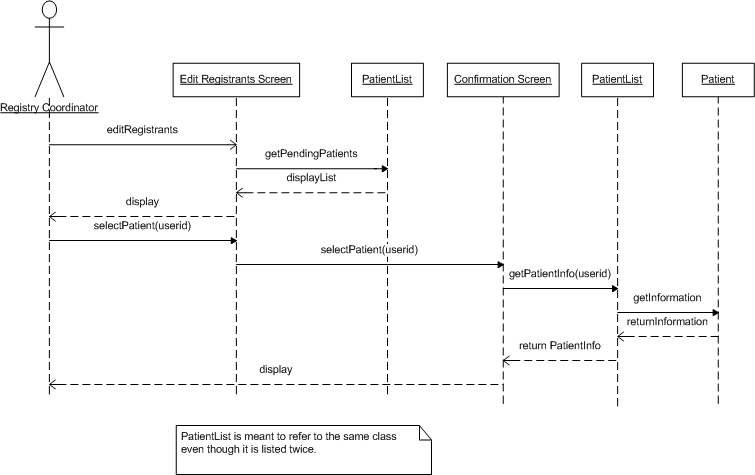 Registry Coordinator
Edit Registrants Screen
PatientList
Confirmation Screen
PatientList
Patient
editRegistrants
getPendingPatients
displayList
display
selectPatient(userid)
selectPatient(userid)
getPatientInfo(userid)
getInformation
returnInformation
return PatientInfo
display
PatientList is meant to refer to the same class
even though it is listed twice.